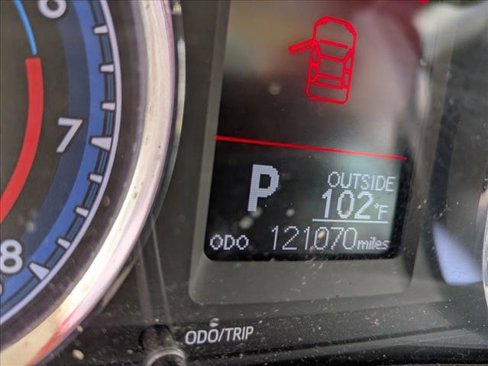 6
7
8
P
OUTSIDE
102°F
ODO 121070 miles
ODO/TRIP